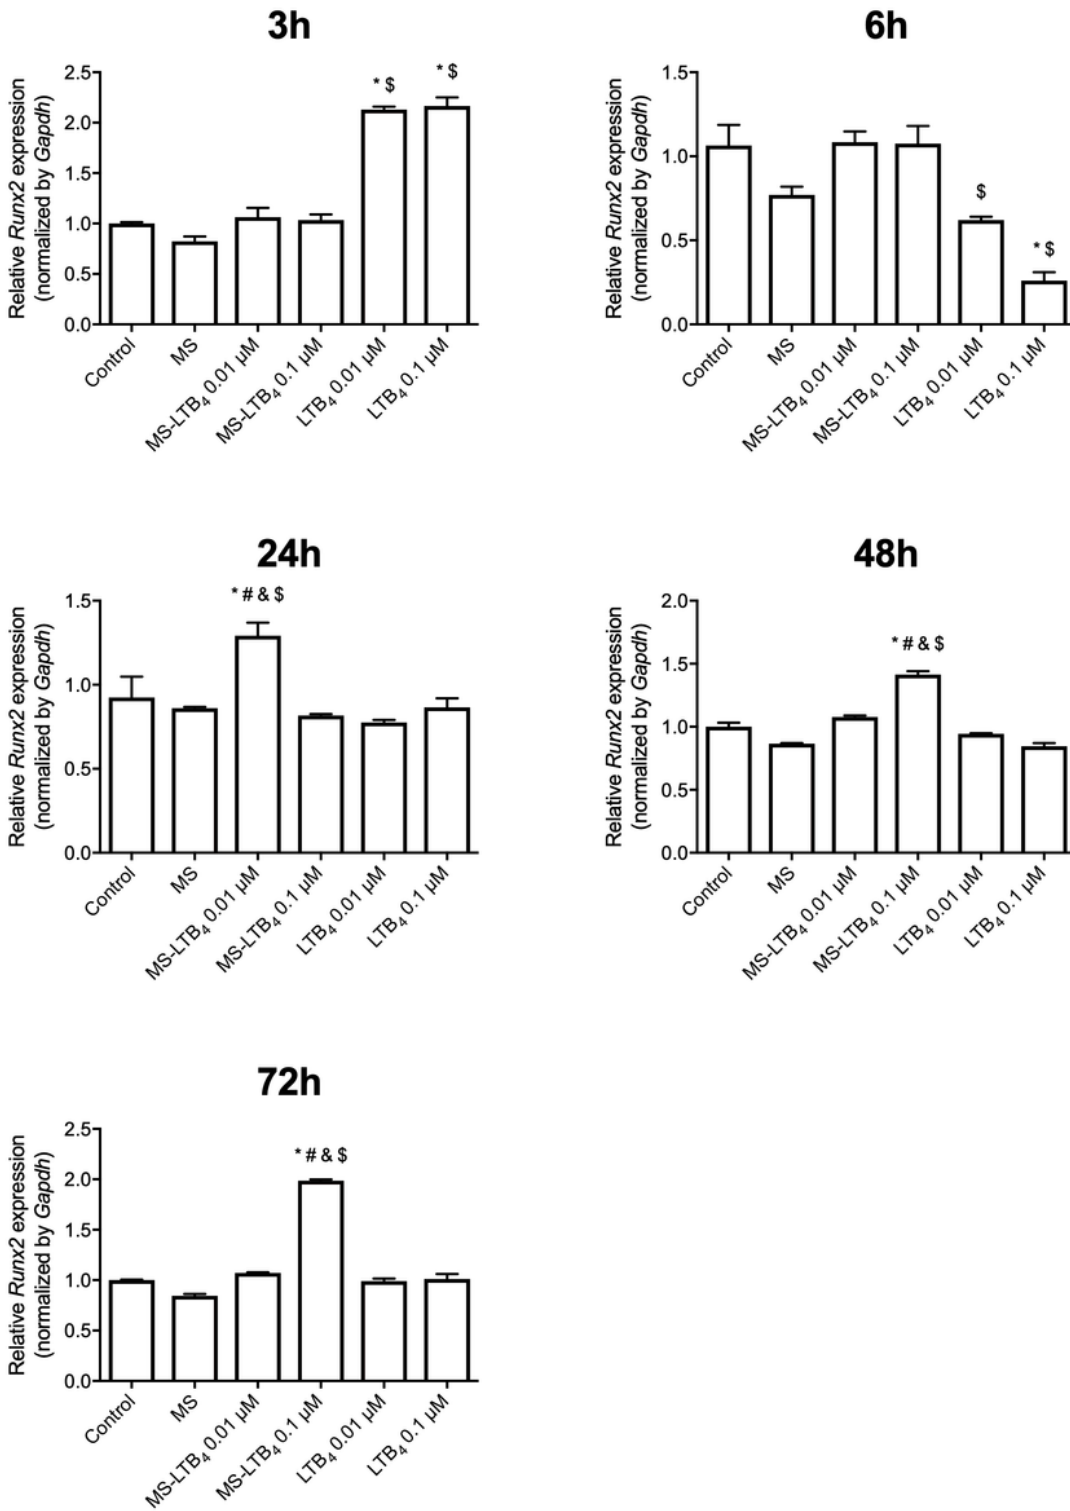 3h
Relative Runx2 expression
(normalized by Gapdh)
2.5
2.0
1.5
1.0
0.5
0.0
* $
* $
Control
MS
MS-LTB₄ 0.01 µM
MS-LTB₄ 0.1 µM
LTB₄ 0.01 µM
LTB₄ 0.1 µM
6h
Relative Runx2 expression
(normalized by Gapdh)
1.5
1.0
0.5
0.0
$
* $
Control
MS
MS-LTB₄ 0.01 µM
MS-LTB₄ 0.1 µM
LTB₄ 0.01 µM
LTB₄ 0.1 µM
24h
Relative Runx2 expression
(normalized by Gapdh)
1.5
1.0
0.5
0.0
* # & $
Control
MS
MS-LTB₄ 0.01 µM
MS-LTB₄ 0.1 µM
LTB₄ 0.01 µM
LTB₄ 0.1 µM
48h
Relative Runx2 expression
(normalized by Gapdh)
2.0
1.5
1.0
0.5
0.0
* # & $
Control
MS
MS-LTB₄ 0.01 µM
MS-LTB₄ 0.1 µM
LTB₄ 0.01 µM
LTB₄ 0.1 µM
72h
Relative Runx2 expression
(normalized by Gapdh)
2.5
2.0
1.5
1.0
0.5
0.0
* # & $
Control
MS
MS-LTB₄ 0.01 µM
MS-LTB₄ 0.1 µM
LTB₄ 0.01 µM
LTB₄ 0.1 µM